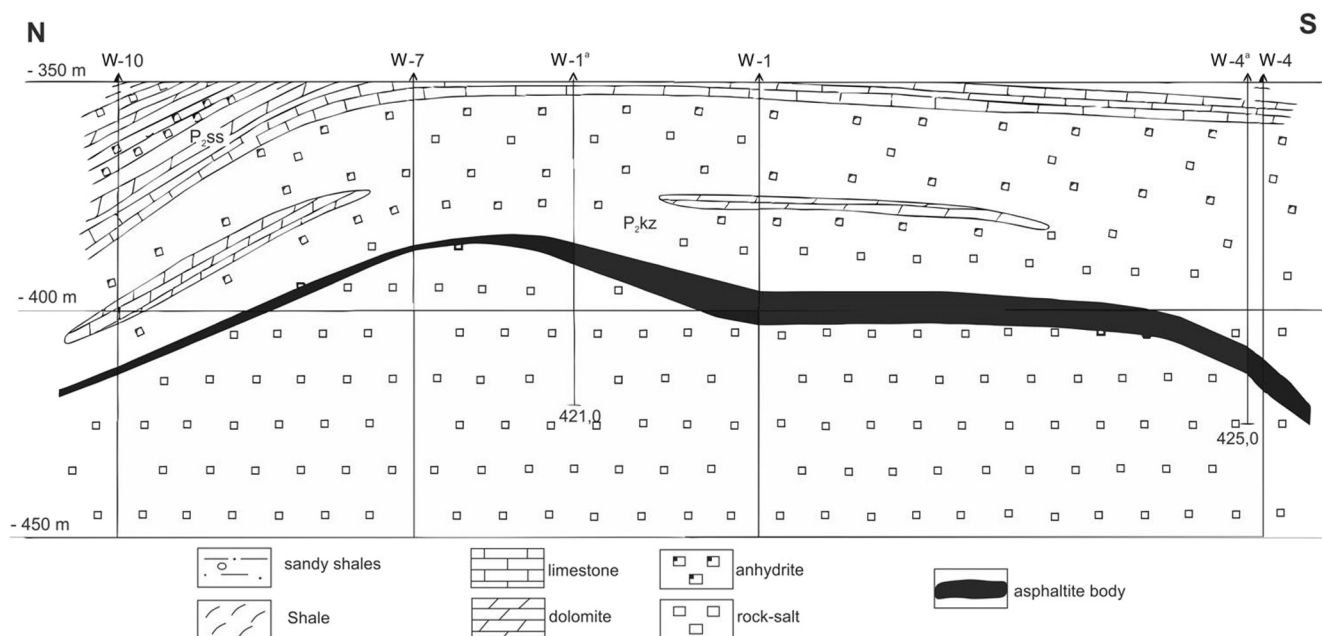 N S
W-10 W-7 W-1ª W-1 W-4ª W-4
- 350 m
P₂ss
P₂kz
- 400 m
421,0
425,0
- 450 m
sandy shales limestone anhydrite asphaltite body
Shale dolomite rock-salt